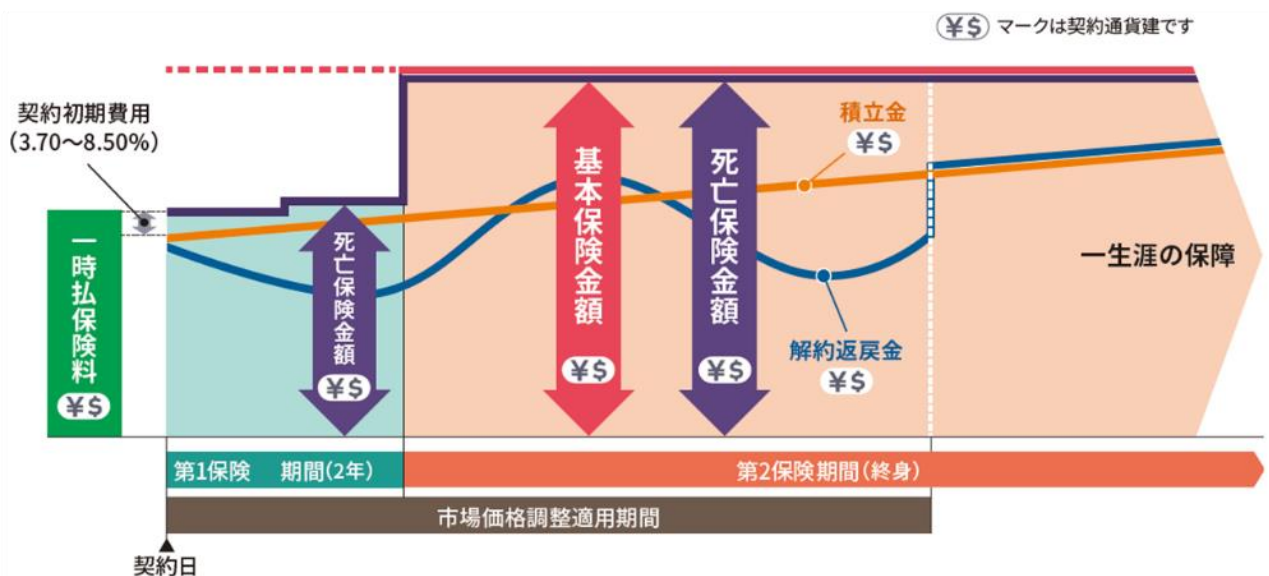 ¥$ マークは契約通貨建です
契約初期費用
(3.70～8.50%)
積立金
¥$
一時払保険料
¥$
死亡保険金額
¥$
基本保険金額
¥$
死亡保険金額
¥$
解約返戻金
¥$
一生涯の保障
第1保険 期間(2年)
第2保険期間(終身)
市場価格調整適用期間
契約日